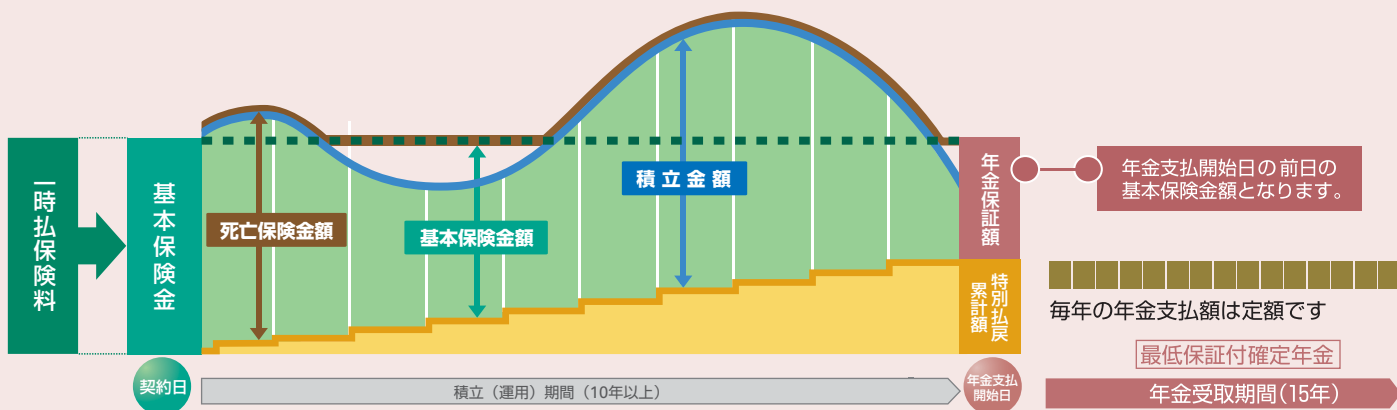 一時払保険料
基本保険金
死亡保険金額
基本保険金額
積立金額
年金保証額
特別払戻
累計額
年金支払開始日の前日の
基本保険金額となります。
毎年の年金支払額は定額です
最低保証付確定年金
契約日
積立（運用）期間（10年以上）
年金支払
開始日
年金受取期間（15年）